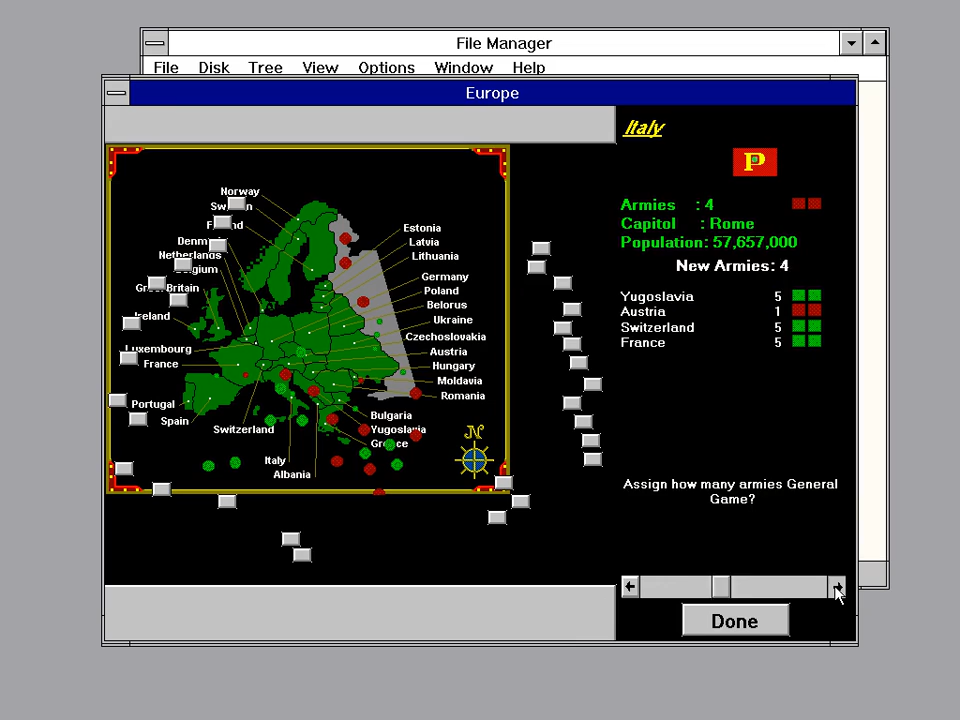 File Manager
File Disk Tree View Options Window Help
Europe
Italy
P
Armies : 4
Capitol : Rome
Population: 57,657,000
New Armies: 4
Yugoslavia 5
Austria 1
Switzerland 5
France 5
Assign how many armies General
Game?
Done
Norway
Finland
Netherlands
Belgium
Great Britain
Ireland
Luxembourg
France
Portugal
Spain
Switzerland
Italy
Albania
Estonia
Latvia
Lithuania
Germany
Poland
Belorus
Ukraine
Czechoslovakia
Austria
Hungary
Moldavia
Romania
Bulgaria
Yugoslavia
Greece
N